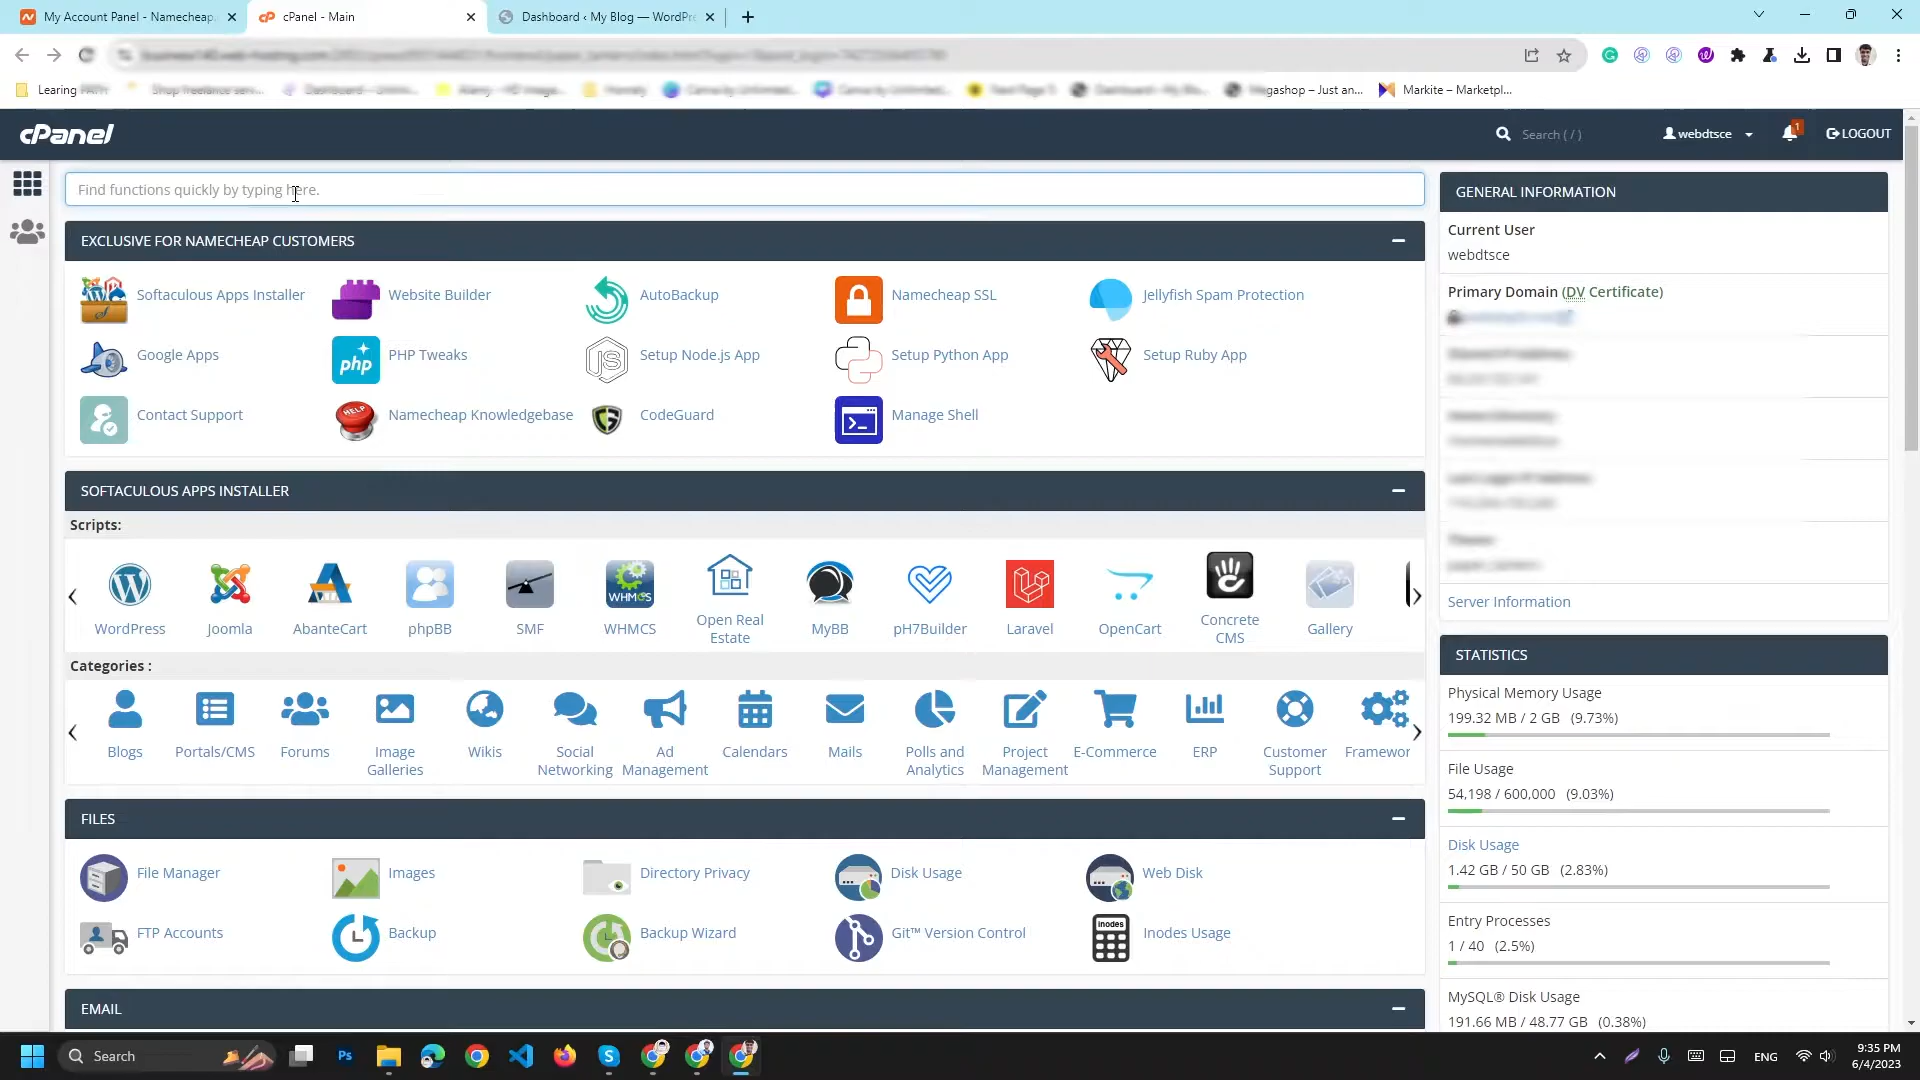 My Account Panel - Namecheap
cPanel - Main
Dashboard ‹ My Blog — WordPre
Learing PATH
Megashop – Just an...
Markite – Marketpl...
cPanel
Search ( / )
webdtsce
1
LOGOUT
Find functions quickly by typing here.
EXCLUSIVE FOR NAMECHEAP CUSTOMERS
Softaculous Apps Installer
Website Builder
AutoBackup
Namecheap SSL
Jellyfish Spam Protection
Google Apps
php
PHP Tweaks
JS
Setup Node.js App
Setup Python App
Setup Ruby App
Contact Support
HELP
Namecheap Knowledgebase
CodeGuard
Manage Shell
SOFTACULOUS APPS INSTALLER
Scripts:
WHMCS
WordPress
Joomla
AbanteCart
phpBB
SMF
WHMCS
Open Real
Estate
MyBB
pH7Builder
Laravel
OpenCart
Concrete
CMS
Gallery
Categories :
Blogs
Portals/CMS
Forums
Image
Galleries
Wikis
Social
Networking
Ad
Management
Calendars
Mails
Polls and
Analytics
Project
Management
E-Commerce
ERP
Customer
Support
Framewor
FILES
File Manager
Images
Directory Privacy
Disk Usage
Web Disk
FTP Accounts
Backup
Backup Wizard
Git™ Version Control
inodes
Inodes Usage
EMAIL
GENERAL INFORMATION
Current User
webdtsce
Primary Domain (DV Certificate)
Server Information
STATISTICS
Physical Memory Usage
199.32 MB / 2 GB (9.73%)
File Usage
54,198 / 600,000 (9.03%)
Disk Usage
1.42 GB / 50 GB (2.83%)
Entry Processes
1 / 40 (2.5%)
MySQL® Disk Usage
191.66 MB / 48.77 GB (0.38%)
Search
Ps
ENG
9:35 PM
6/4/2023